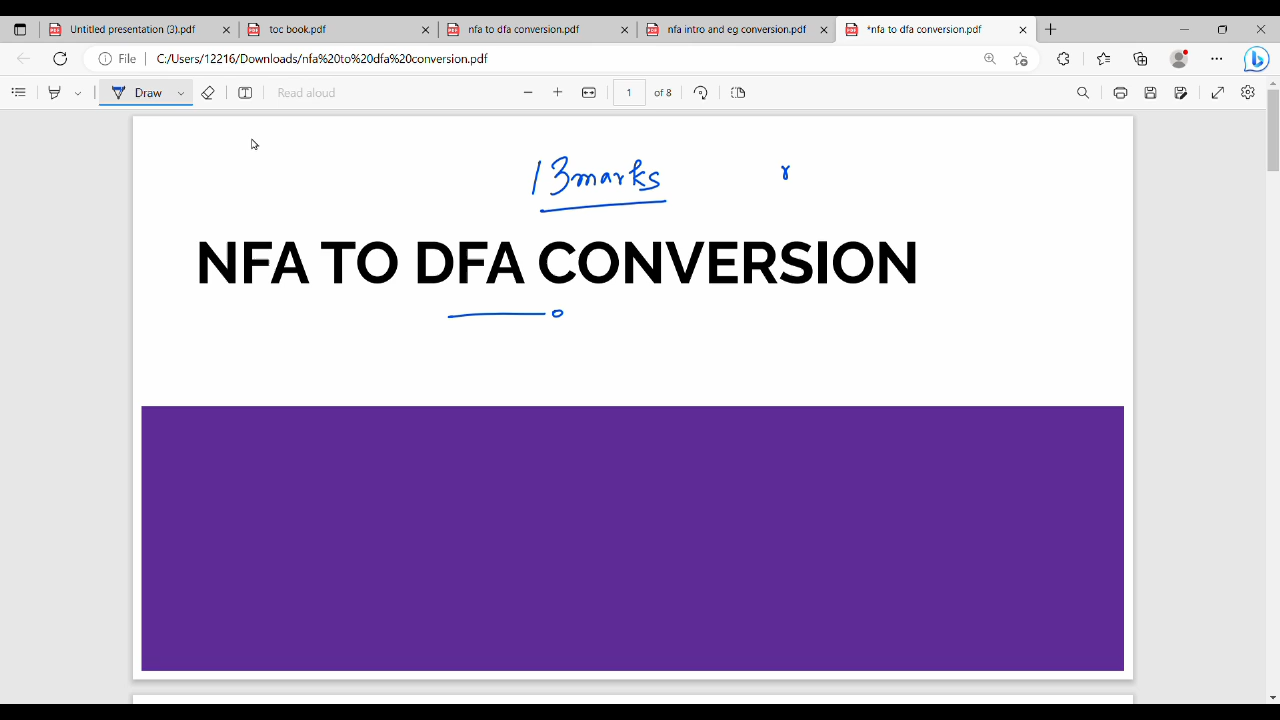 Untitled presentation (3).pdf
toc book.pdf
nfa to dfa conversion.pdf
nfa intro and eg conversion.pdf
*nfa to dfa conversion.pdf
File
C:/Users/12216/Downloads/nfa%20to%20dfa%20conversion.pdf
Draw
Read aloud
1
of 8
13marks
NFA TO DFA CONVERSION